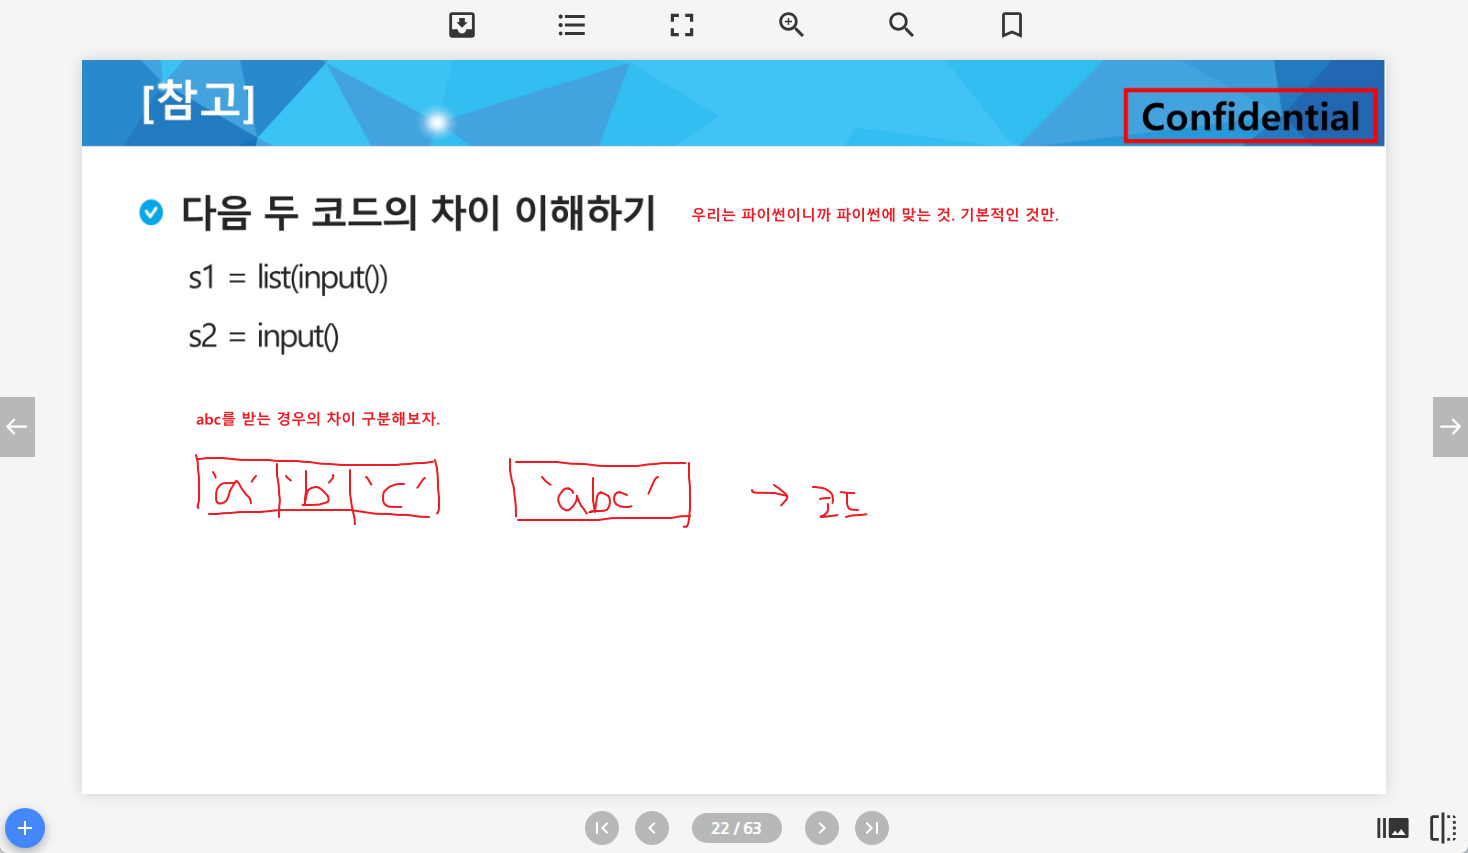 [참고]
Confidential
다음 두 코드의 차이 이해하기
우리는 파이썬이니까 파이썬에 맞는 것. 기본적인 것만.
s1 = list(input())
s2 = input()
abc를 받는 경우의 차이 구분해보자.
'a' 'b' 'c'
'abc' → 코드
22 / 63